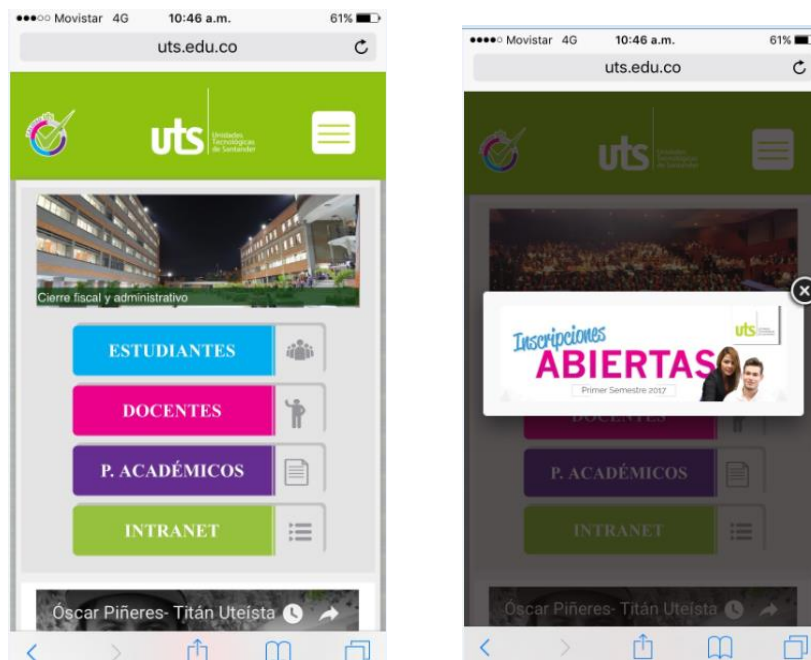 Movistar 4G 10:46 a.m. 61%
uts.edu.co
uts Unidades
Tecnológicas
de Santander
Cierre fiscal y administrativo
ESTUDIANTES
DOCENTES
P. ACADÉMICOS
INTRANET
Óscar Piñeres- Titán Uteísta
Movistar 4G 10:46 a.m. 61%
uts.edu.co
uts
Inscripciones
uts
ABIERTAS
Primer Semestre 2017
DOCENTES
P. ACADÉMICOS
INTRANET
Óscar Piñeres- Titán Uteísta